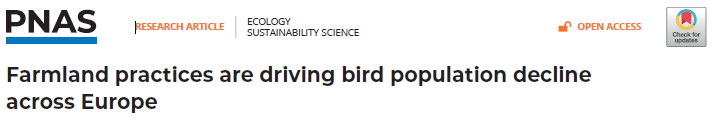 PNAS
RESEARCH ARTICLE
ECOLOGY
SUSTAINABILITY SCIENCE
OPEN ACCESS
Check for
updates
Farmland practices are driving bird population decline
across Europe